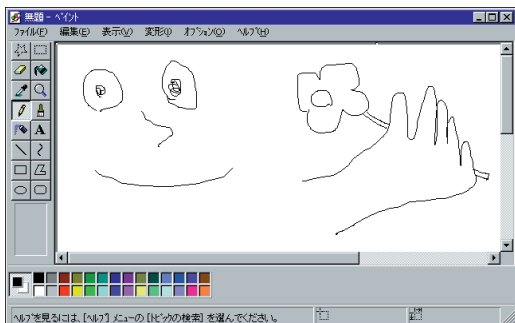 無題 - ペイント
ファイル(F) 編集(E) 表示(V) 変形(I) オプション(O) ヘルプ(H)
A
ヘルプを見るには、[ヘルプ] メニューの [トピックの検索] を選んでください。